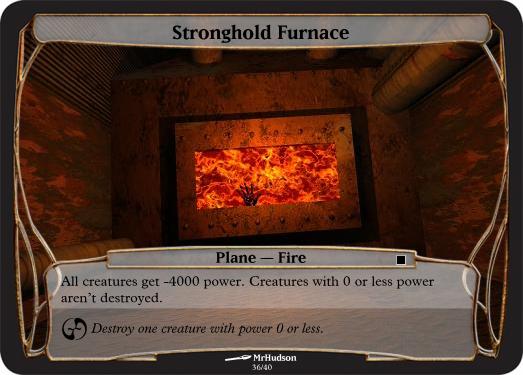 Stronghold Furnace
Plane — Fire
All creatures get -4000 power. Creatures with 0 or less power
aren't destroyed.
Destroy one creature with power 0 or less.
MrHudson
36/40